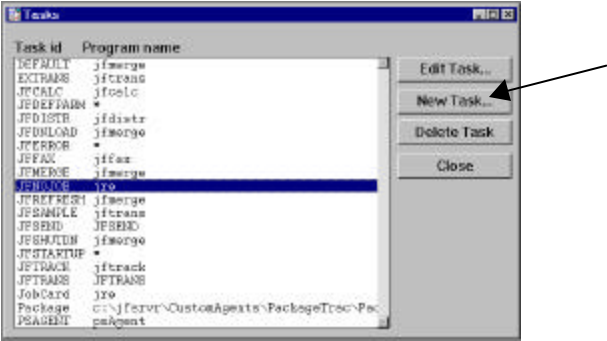 Tasks
Task id Program name
DEFAULT jfmerge
EXTRANS jftrans
JFCALC jfcalc
JFDEFPARM *
JFDISTR jfdistr
JFDNLOAD jfmerge
JFERROR *
JFFAX jffax
JFMERGE jfmerge
JFNOJOB jre
JFREFRESH jfmerge
JFSAMPLE jftrans
JFSEND JFSEND
JFSHUTDN jfmerge
JFSTARTUP *
JFTRACK jftrack
JFTRANS JFTRANS
JobCard jre
Package c:\jfsrvr\CustomAgents\PackageTrac\Pac
PSAGENT psAgent
Edit Task...
New Task...
Delete Task
Close